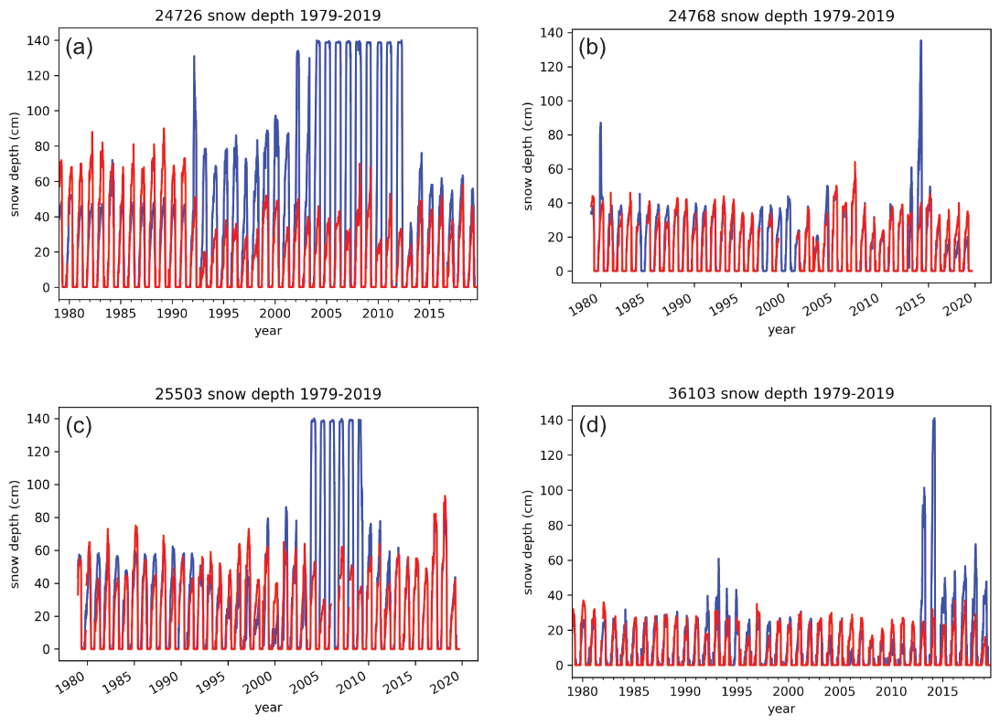 24726 snow depth 1979-2019
(a)
snow depth (cm)
140
120
100
80
60
40
20
0
1980 1985 1990 1995 2000 2005 2010 2015
year
24768 snow depth 1979-2019
(b)
snow depth (cm)
140
120
100
80
60
40
20
0
1980 1985 1990 1995 2000 2005 2010 2015 2020
year
25503 snow depth 1979-2019
(c)
snow depth (cm)
140
120
100
80
60
40
20
0
1980 1985 1990 1995 2000 2005 2010 2015 2020
year
36103 snow depth 1979-2019
(d)
snow depth (cm)
140
120
100
80
60
40
20
0
1980 1985 1990 1995 2000 2005 2010 2015
year